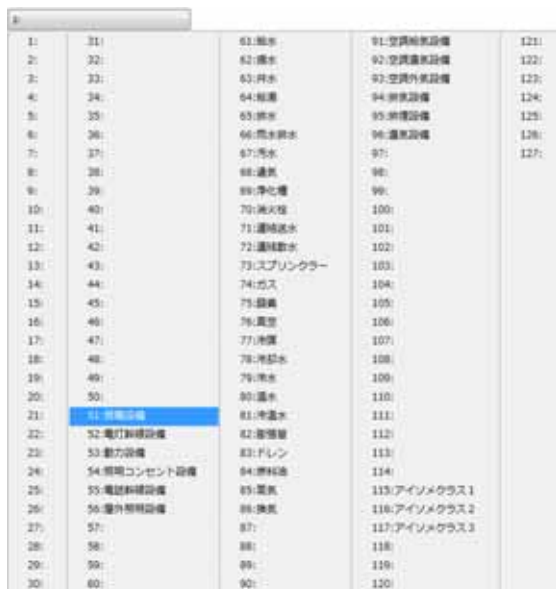 1:
2:
3:
4:
5:
6:
7:
8:
9:
10:
11:
12:
13:
14:
15:
16:
17:
18:
19:
20:
21:
22:
23:
24:
25:
26:
27:
28:
29:
30:
31:
32:
33:
34:
35:
36:
37:
38:
39:
40:
41:
42:
43:
44:
45:
46:
47:
48:
49:
50:
51:
52:電灯幹線設備
53:動力設備
54:照明コンセント設備
55:電話幹線設備
56:屋外照明設備
57:
58:
59:
60:
61:給水
62:揚水
63:井水
64:給湯
65:排水
66:雨水排水
67:汚水
68:通気
69:浄化槽
70:消火栓
71:連結送水
72:連結散水
73:スプリンクラー
74:ガス
75:
76:真空
77:冷媒
78:冷却水
79:冷水
80:温水
81:冷温水
82:膨張管
83:ドレン
84:燃料油
85:蒸気
86:換気
87:
88:
89:
90:
91:空調給気設備
92:空調還気設備
93:空調外気設備
94:排気設備
95:排煙設備
96:還気設備
97:
98:
99:
100:
101:
102:
103:
104:
105:
106:
107:
108:
109:
110:
111:
112:
113:
114:
115:アイソメクラス1
116:アイソメクラス2
117:アイソメクラス3
118:
119:
120:
121:
122:
123:
124:
125:
126:
127: